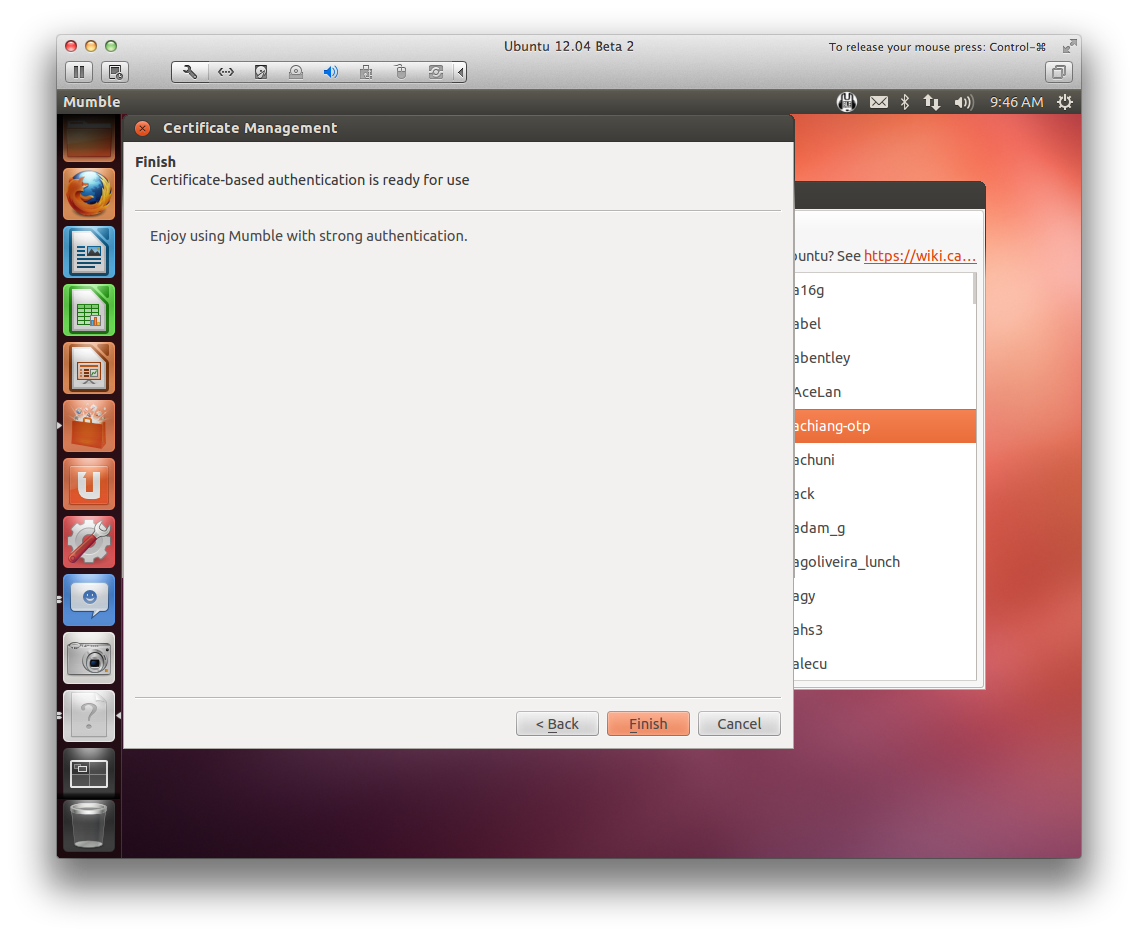 Ubuntu 12.04 Beta 2
To release your mouse press: Control-⌘
Mumble
9:46 AM
Certificate Management
Finish
Certificate-based authentication is ready for use
Enjoy using Mumble with strong authentication.
buntu? See https://wiki.ca...
a16g
abel
abentley
AceLan
achiang-otp
achuni
ack
adam_g
agoliveira_lunch
agy
ahs3
alecu
< Back
Finish
Cancel